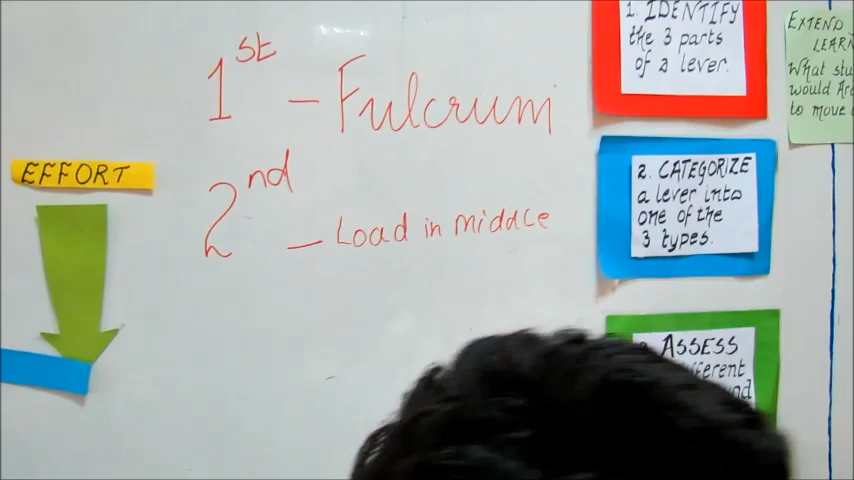 1st - Fulcrum
2nd - Load in middle
EFFORT
1. IDENTIFY
the 3 parts
of a lever.
2. CATEGORIZE
a lever into
one of the
3 types.
ASSESS
EXTEND
What
would
to move